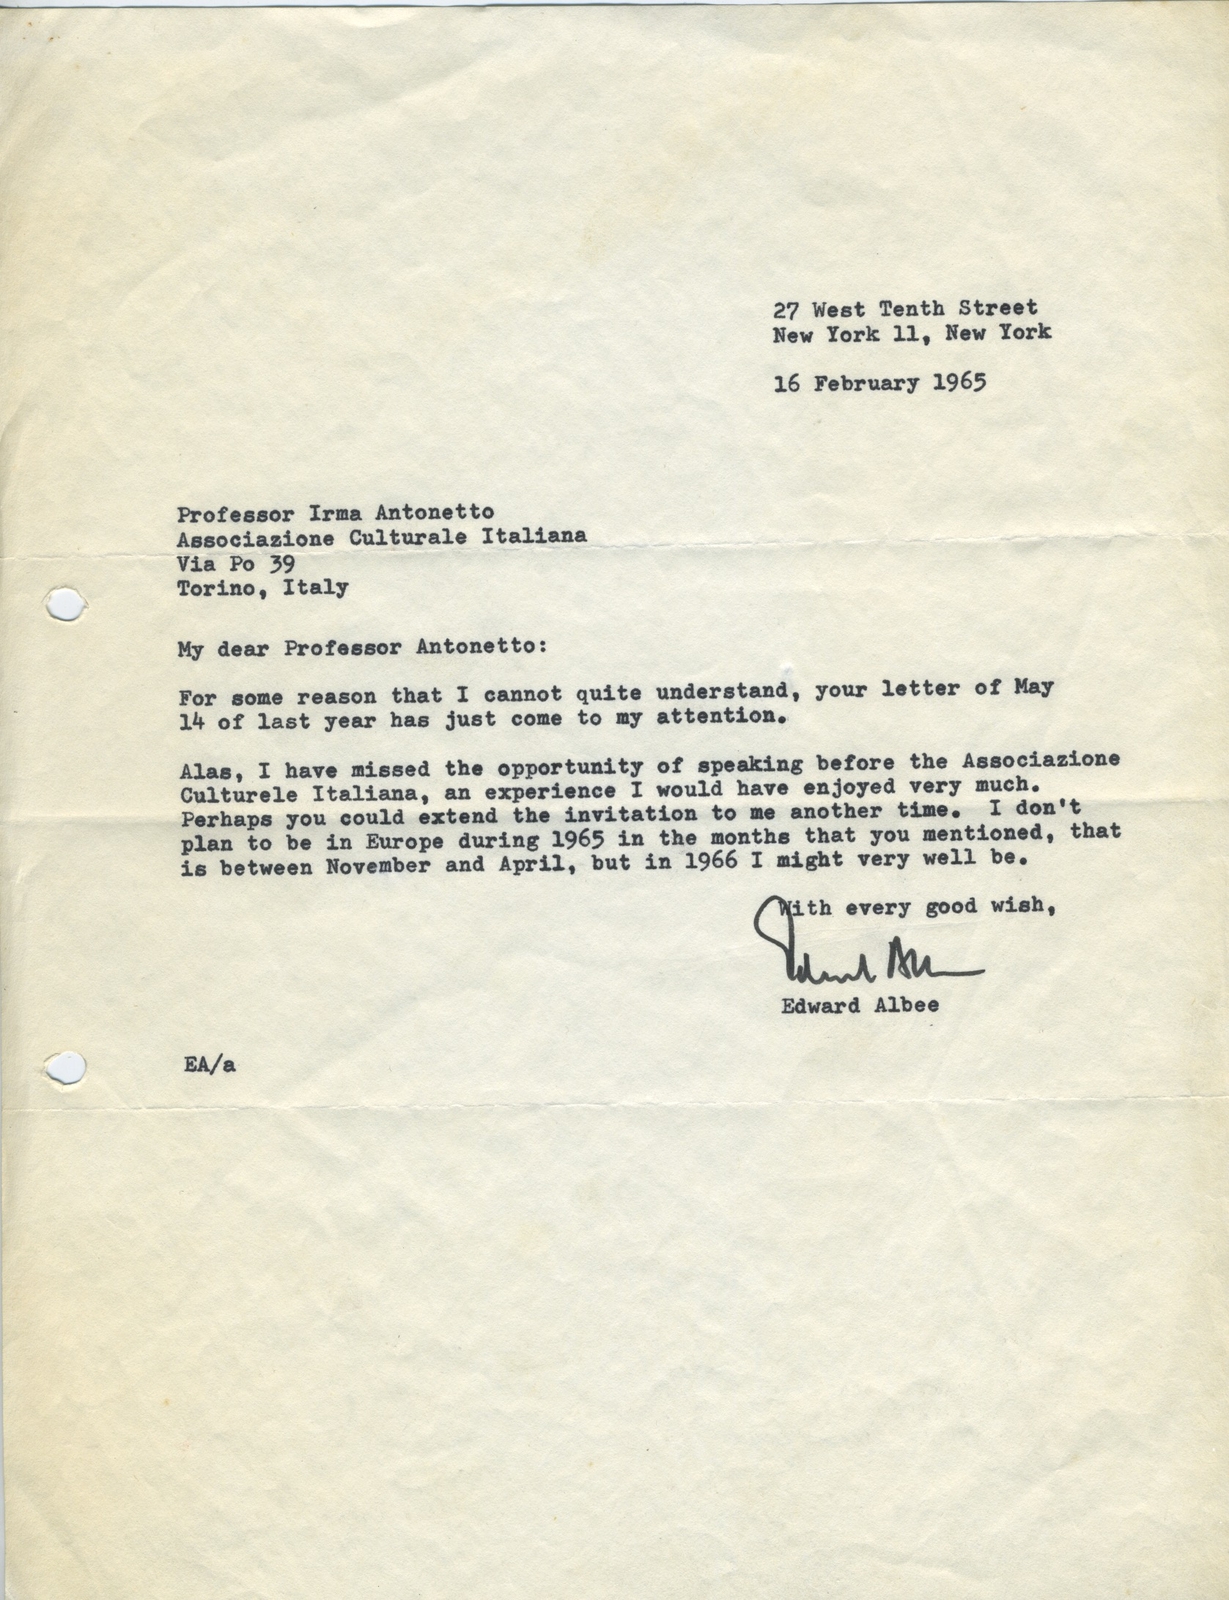 27 West Tenth Street
New York 11, New York
16 February 1965
Professor Irma Antonetto
Associazione Culturale Italiana
Via Po 39
Torino, Italy
My dear Professor Antonetto:
For some reason that I cannot quite understand, your letter of May
14 of last year has just come to my attention.
Alas, I have missed the opportunity of speaking before the Associazione
Culturele Italiana, an experience I would have enjoyed very much.
Perhaps you could extend the invitation to me another time. I don't
plan to be in Europe during 1965 in the months that you mentioned, that
is between November and April, but in 1966 I might very well be.
With every good wish,
Edward Albee
Edward Albee
EA/a